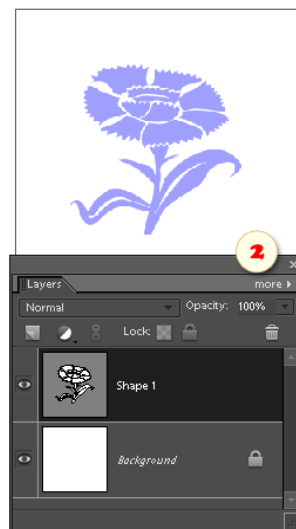 2
Layers
more
Normal Opacity: 100%
Lock:
Shape 1
Background